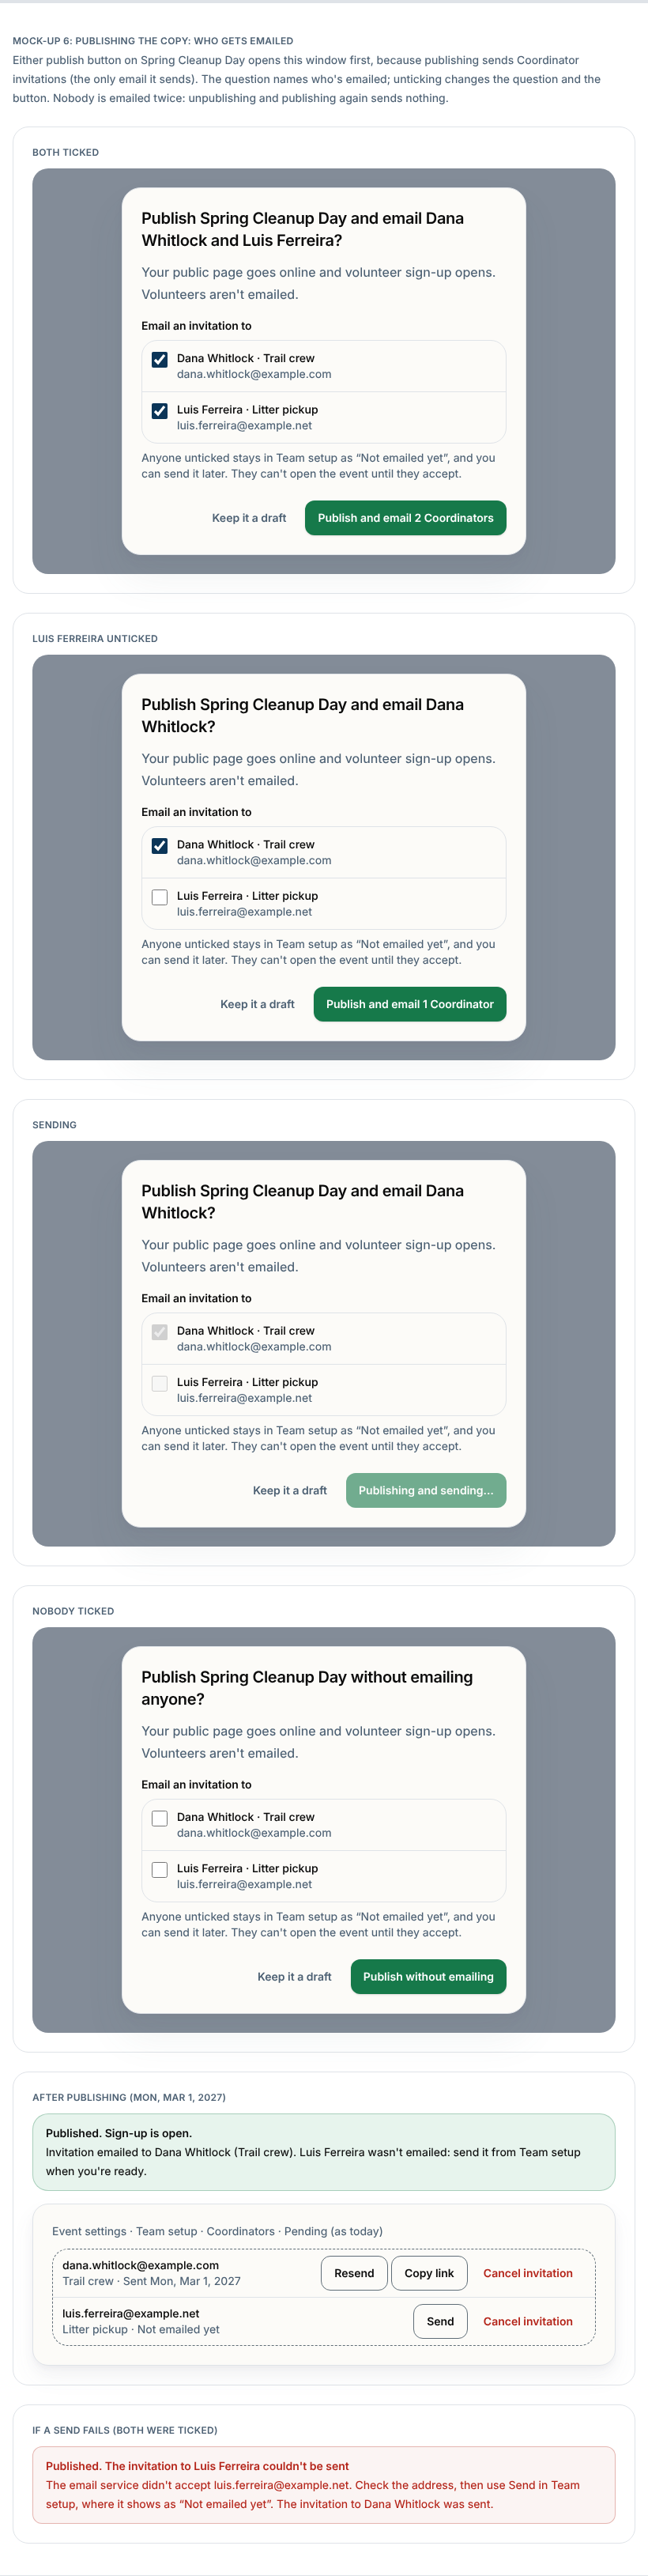 MOCK-UP 6: PUBLISHING THE COPY: WHO GETS EMAILED
Either publish button on Spring Cleanup Day opens this window first, because publishing sends Coordinator
invitations (the only email it sends). The question names who's emailed; unticking changes the question and the
button. Nobody is emailed twice: unpublishing and publishing again sends nothing.
BOTH TICKED
Publish Spring Cleanup Day and email Dana
Whitlock and Luis Ferreira?
Your public page goes online and volunteer sign-up opens.
Volunteers aren't emailed.
Email an invitation to
Dana Whitlock · Trail crew
dana.whitlock@example.com
Luis Ferreira · Litter pickup
luis.ferreira@example.net
Anyone unticked stays in Team setup as “Not emailed yet”, and you
can send it later. They can't open the event until they accept.
Keep it a draft
Publish and email 2 Coordinators
LUIS FERREIRA UNTICKED
Publish Spring Cleanup Day and email Dana
Whitlock?
Your public page goes online and volunteer sign-up opens.
Volunteers aren't emailed.
Email an invitation to
Dana Whitlock · Trail crew
dana.whitlock@example.com
Luis Ferreira · Litter pickup
luis.ferreira@example.net
Anyone unticked stays in Team setup as “Not emailed yet”, and you
can send it later. They can't open the event until they accept.
Keep it a draft
Publish and email 1 Coordinator
SENDING
Publish Spring Cleanup Day and email Dana
Whitlock?
Your public page goes online and volunteer sign-up opens.
Volunteers aren't emailed.
Email an invitation to
Dana Whitlock · Trail crew
dana.whitlock@example.com
Luis Ferreira · Litter pickup
luis.ferreira@example.net
Anyone unticked stays in Team setup as “Not emailed yet”, and you
can send it later. They can't open the event until they accept.
Keep it a draft
Publishing and sending…
NOBODY TICKED
Publish Spring Cleanup Day without emailing
anyone?
Your public page goes online and volunteer sign-up opens.
Volunteers aren't emailed.
Email an invitation to
Dana Whitlock · Trail crew
dana.whitlock@example.com
Luis Ferreira · Litter pickup
luis.ferreira@example.net
Anyone unticked stays in Team setup as “Not emailed yet”, and you
can send it later. They can't open the event until they accept.
Keep it a draft
Publish without emailing
AFTER PUBLISHING (MON, MAR 1, 2027)
Published. Sign-up is open.
Invitation emailed to Dana Whitlock (Trail crew). Luis Ferreira wasn't emailed: send it from Team setup
when you're ready.
Event settings · Team setup · Coordinators · Pending (as today)
dana.whitlock@example.com
Trail crew · Sent Mon, Mar 1, 2027
Resend
Copy link
Cancel invitation
luis.ferreira@example.net
Litter pickup · Not emailed yet
Send
Cancel invitation
IF A SEND FAILS (BOTH WERE TICKED)
Published. The invitation to Luis Ferreira couldn't be sent
The email service didn't accept luis.ferreira@example.net. Check the address, then use Send in Team
setup, where it shows as “Not emailed yet”. The invitation to Dana Whitlock was sent.